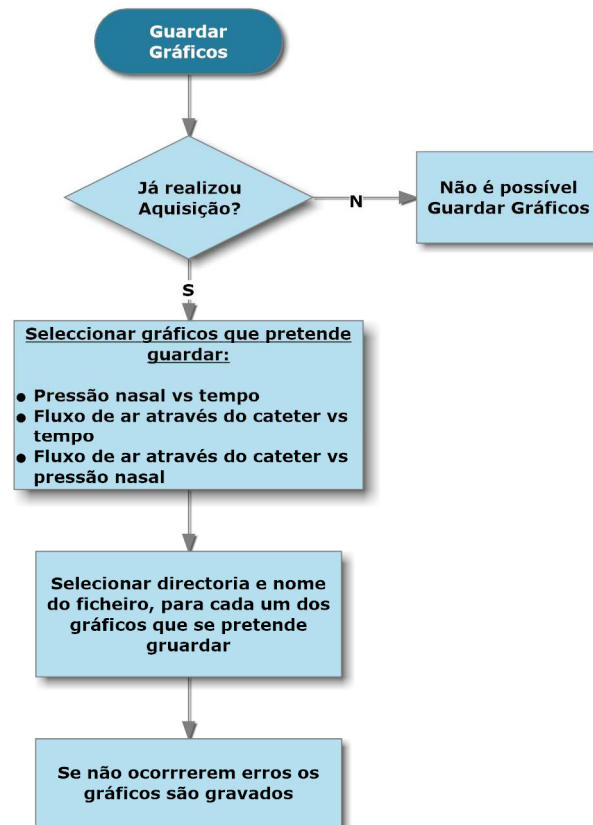 Guardar
Gráficos
Já realizou
Aquisição?
N
Não é possível
Guardar Gráficos
S
Seleccionar gráficos que pretende
guardar:
● Pressão nasal vs tempo
● Fluxo de ar através do cateter vs
tempo
● Fluxo de ar através do cateter vs
pressão nasal
Selecionar directoria e nome
do ficheiro, para cada um dos
gráficos que se pretende
gruardar
Se não ocorrrerem erros os
gráficos são gravados